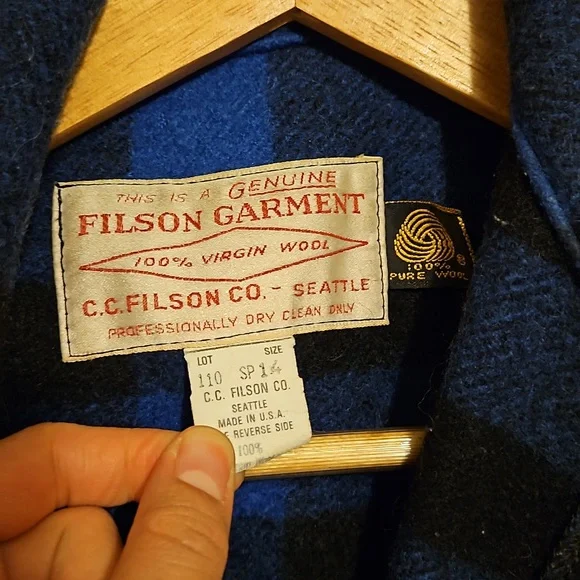 THIS IS A GENUINE
FILSON GARMENT
100% VIRGIN WOOL
C.C.FILSON CO. - SEATTLE
PROFESSIONALLY DRY CLEAN ONLY
100%
PURE WOOL
LOT SIZE
110 SP 14
C.C. FILSON CO.
SEATTLE
MADE IN U.S.A.
REVERSE SIDE
100%